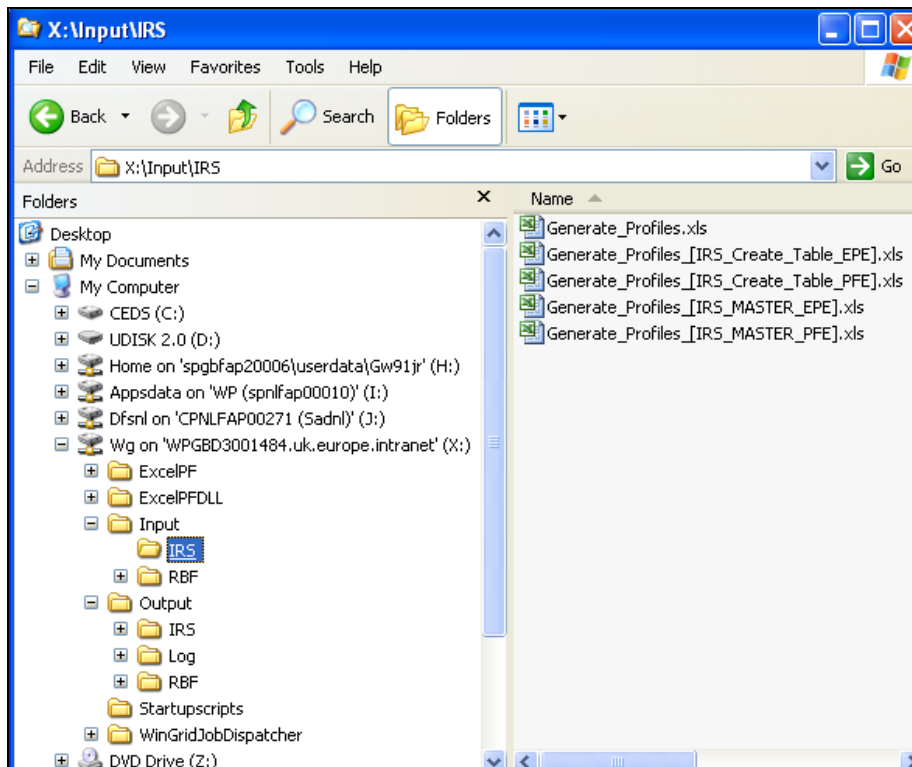 X:\Input\IRS
File Edit View Favorites Tools Help
Back Search Folders
Address X:\Input\IRS Go
Folders
Desktop
My Documents
My Computer
CEDS (C:)
UDISK 2.0 (D:)
Home on 'spgbfap20006\userdata\Gw91jr' (H:)
Appsdata on 'WP (spnlfap00010)' (I:)
Dfsnl on 'CPNLFAP00271 (Sadnl)' (J:)
Wg on 'WPGBD3001484.uk.europe.intranet' (X:)
ExcelPF
ExcelPFDLL
Input
IRS
RBF
Output
IRS
Log
RBF
Startupscripts
WinGridJobDispatcher
DVD Drive (Z:)
Name
Generate_Profiles.xls
Generate_Profiles_[IRS_Create_Table_EPE].xls
Generate_Profiles_[IRS_Create_Table_PFE].xls
Generate_Profiles_[IRS_MASTER_EPE].xls
Generate_Profiles_[IRS_MASTER_PFE].xls